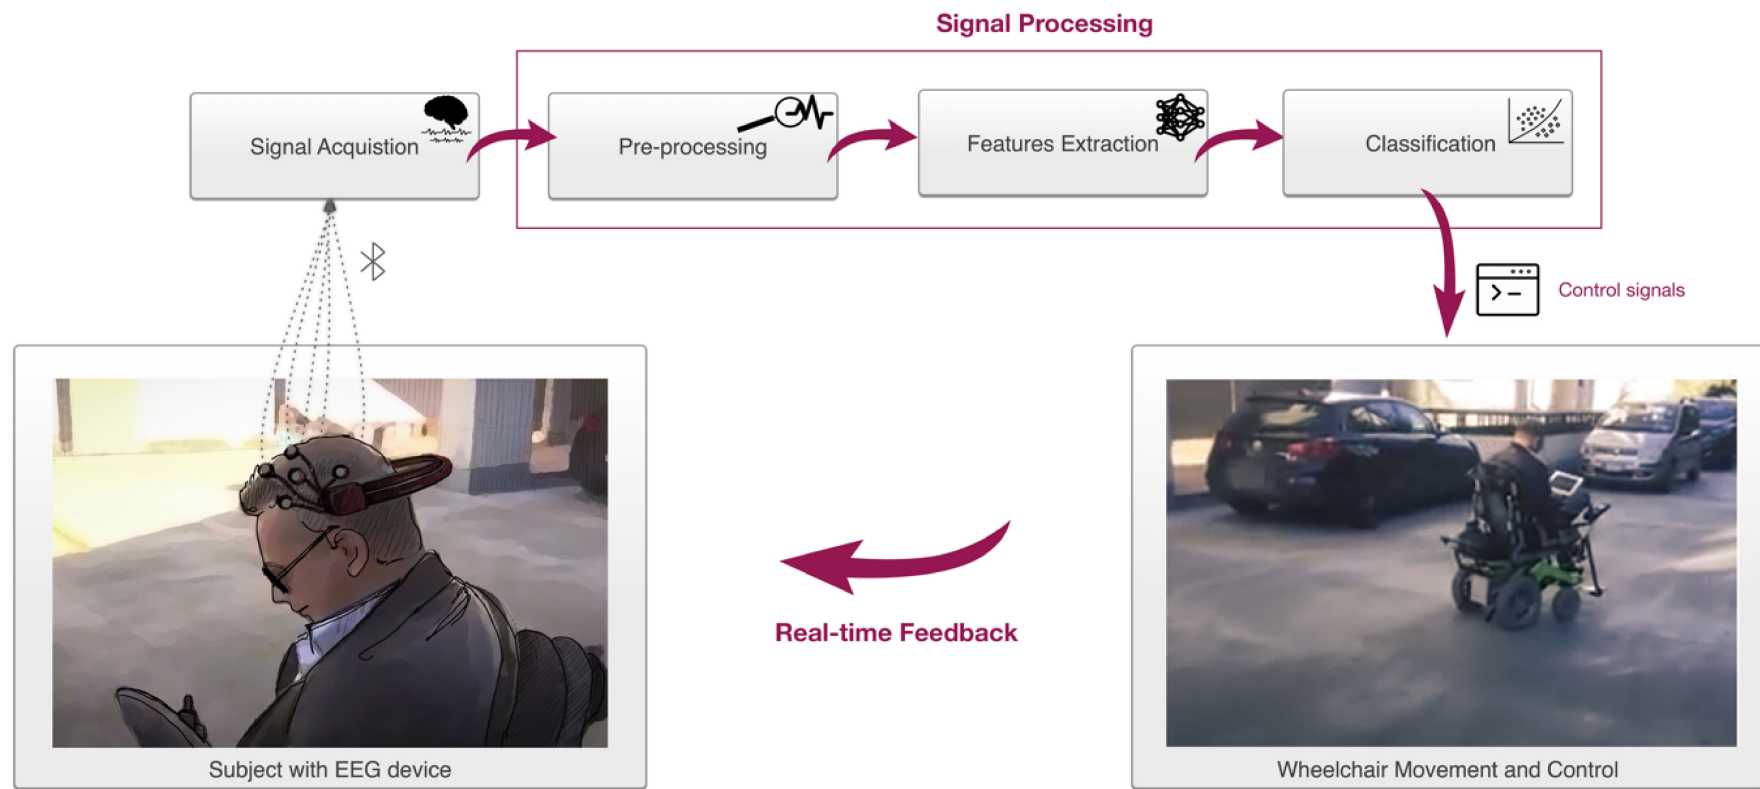 Signal Processing
Signal Acquistion
Pre-processing
Features Extraction
Classification
Control signals
Real-time Feedback
Subject with EEG device
Wheelchair Movement and Control